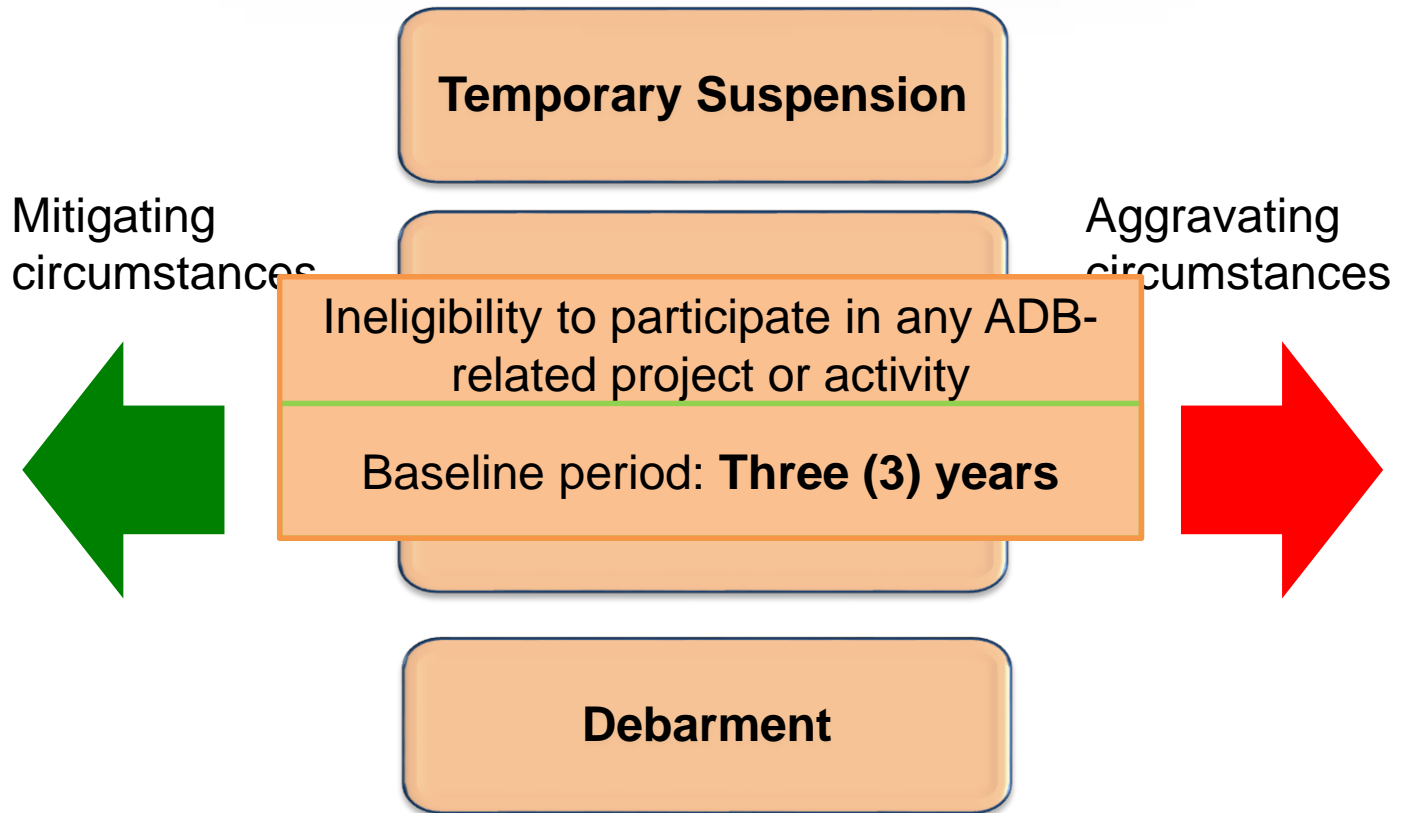 Temporary Suspension
Mitigating
circumstances
Aggravating
circumstances
Ineligibility to participate in any ADB-
related project or activity
Baseline period: Three (3) years
Debarment